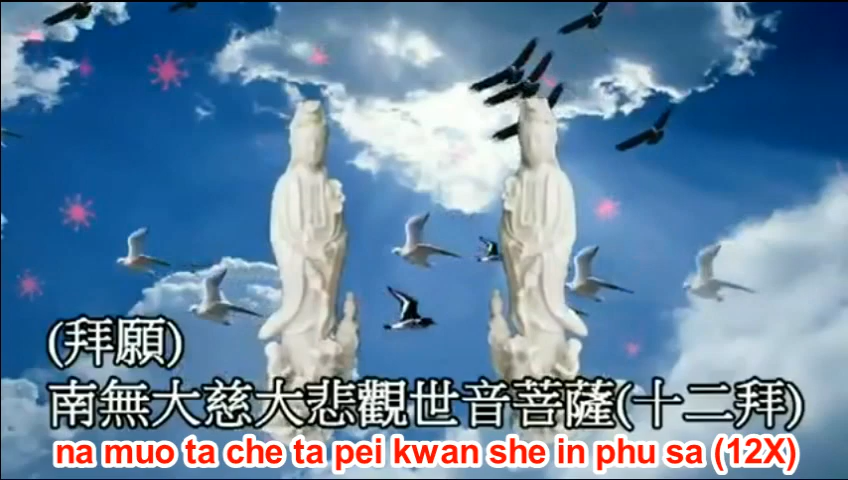 (拜願)
南無大慈大悲觀世音菩薩(十二拜)
na muo ta che ta pei kwan she in phu sa (12X)